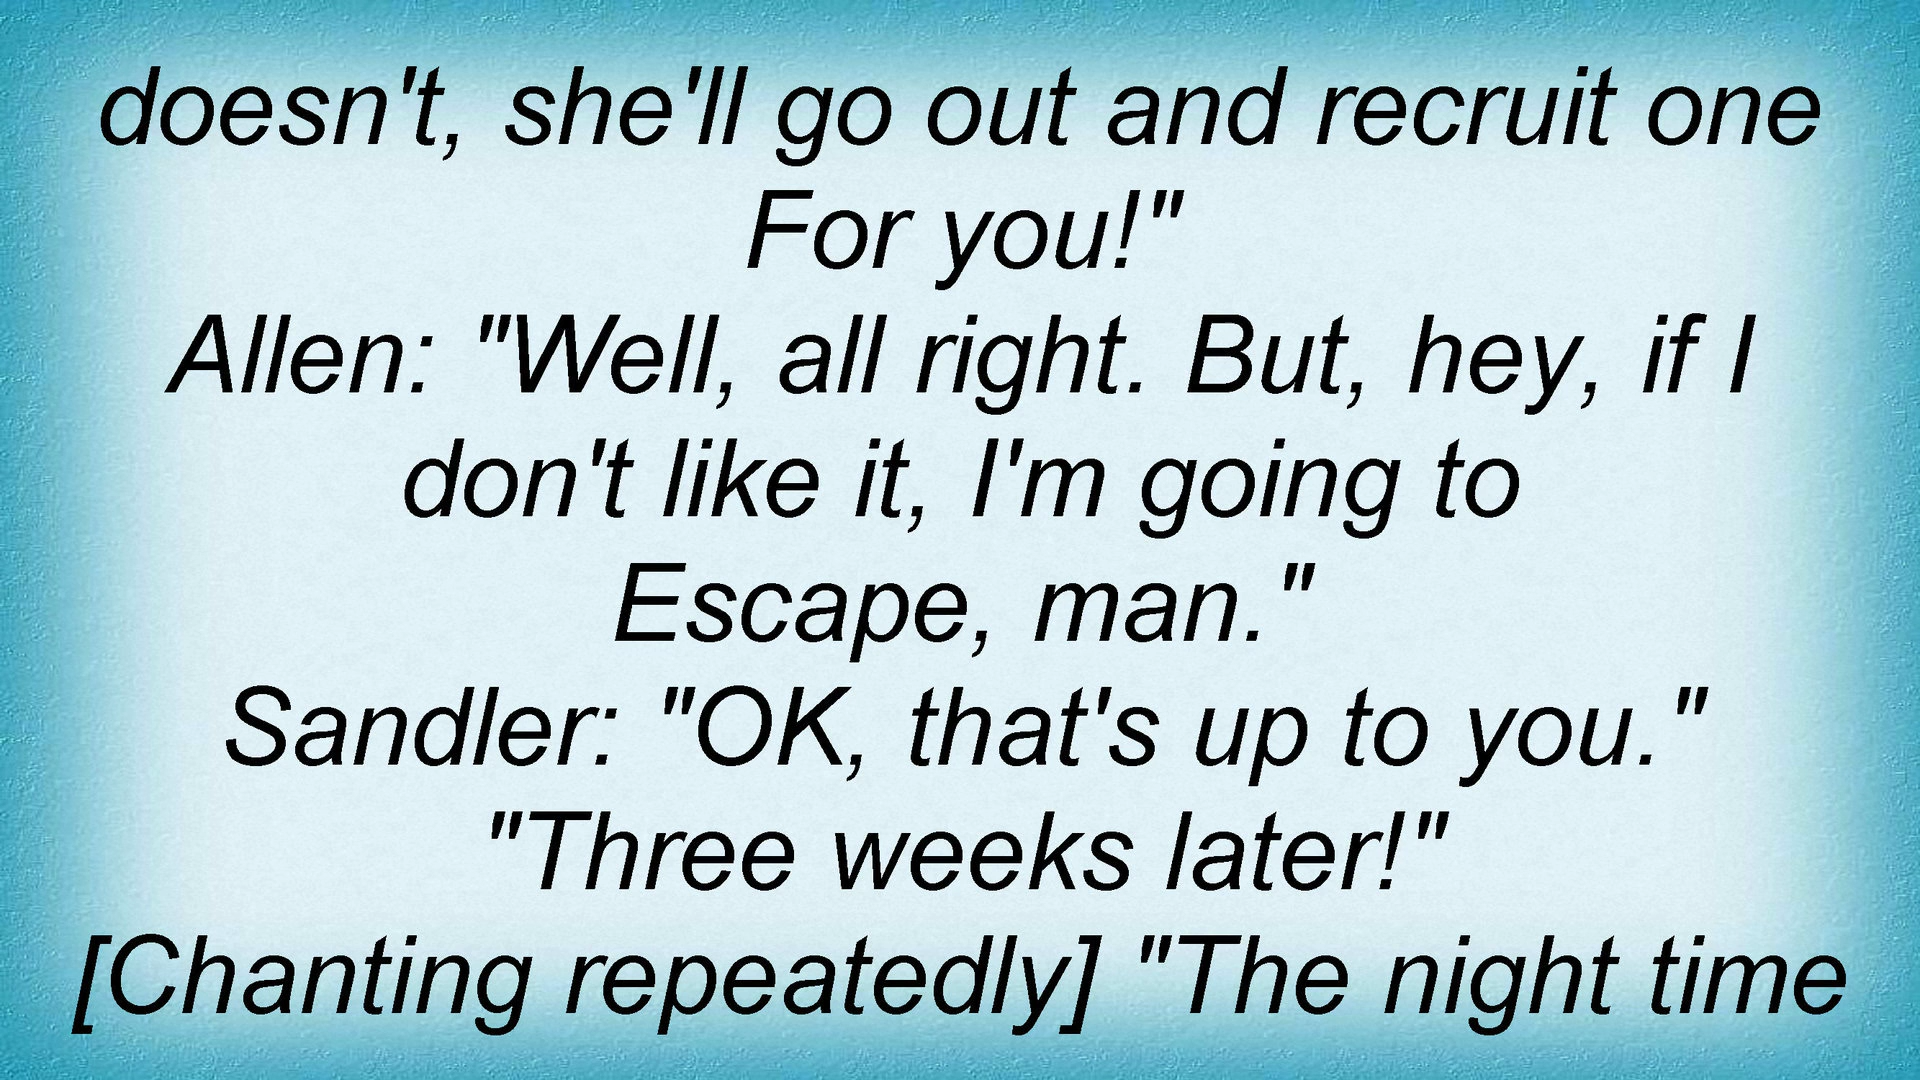 doesn't, she'll go out and recruit one
For you!"
Allen: "Well, all right. But, hey, if I
don't like it, I'm going to
Escape, man."
Sandler: "OK, that's up to you."
"Three weeks later!"
[Chanting repeatedly] "The night time